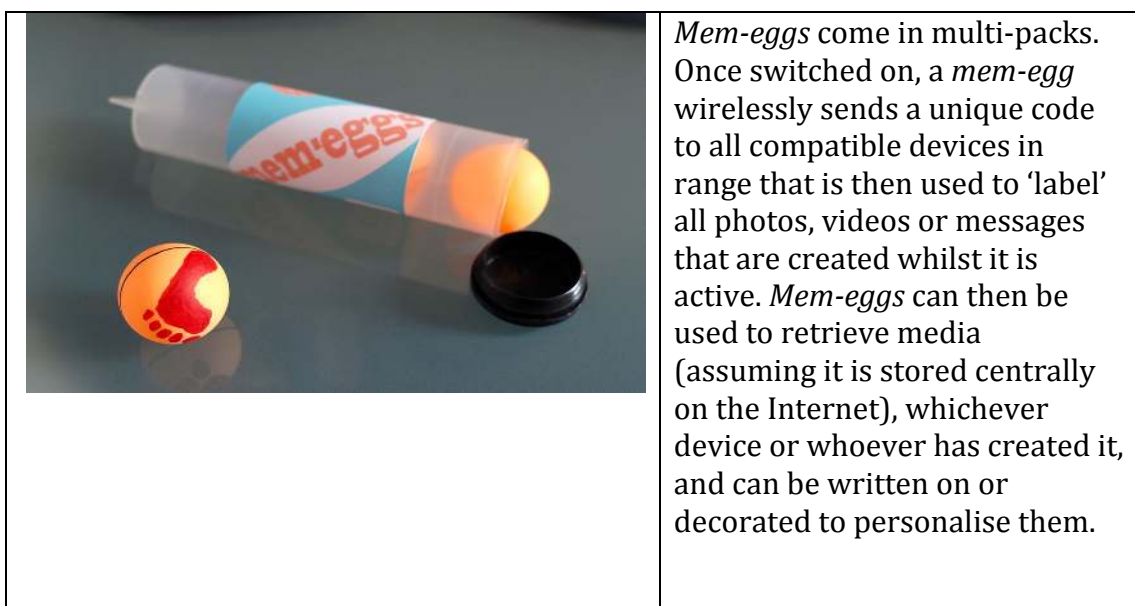 mem-eggs
Mem-eggs come in multi-packs.
Once switched on, a mem-egg
wirelessly sends a unique code
to all compatible devices in
range that is then used to ‘label’
all photos, videos or messages
that are created whilst it is
active. Mem-eggs can then be
used to retrieve media
(assuming it is stored centrally
on the Internet), whichever
device or whoever has created it,
and can be written on or
decorated to personalise them.